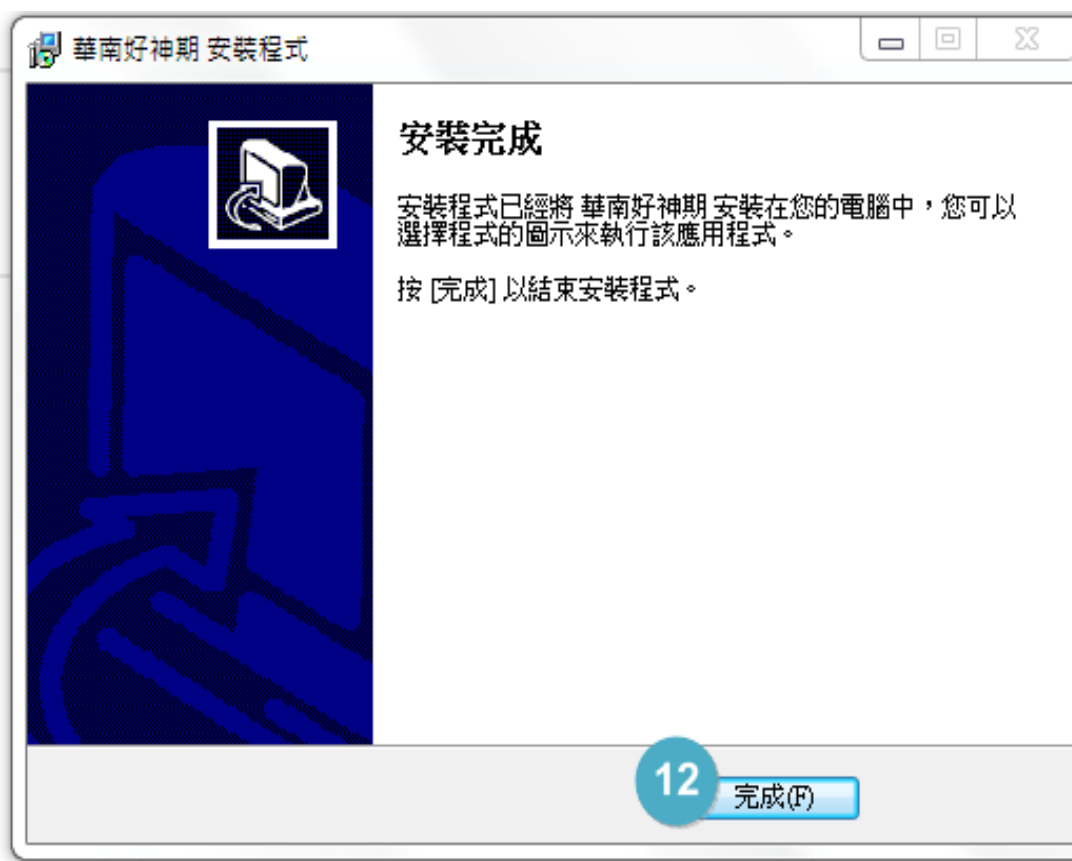 華南好神期 安裝程式
安裝完成
安裝程式已經將 華南好神期 安裝在您的電腦中，您可以
選擇程式的圖示來執行該應用程式。
按 [完成] 以結束安裝程式。
12
完成(F)